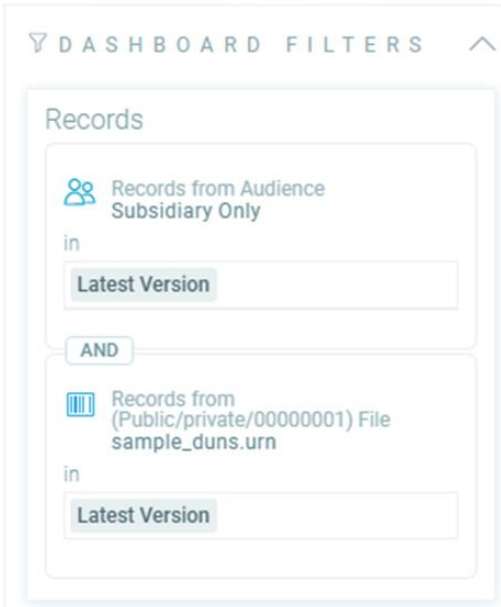 DASHBOARD FILTERS
Records
Records from Audience
Subsidiary Only
in
Latest Version
AND
Records from
(Public/private/00000001) File
sample_duns.urn
in
Latest Version